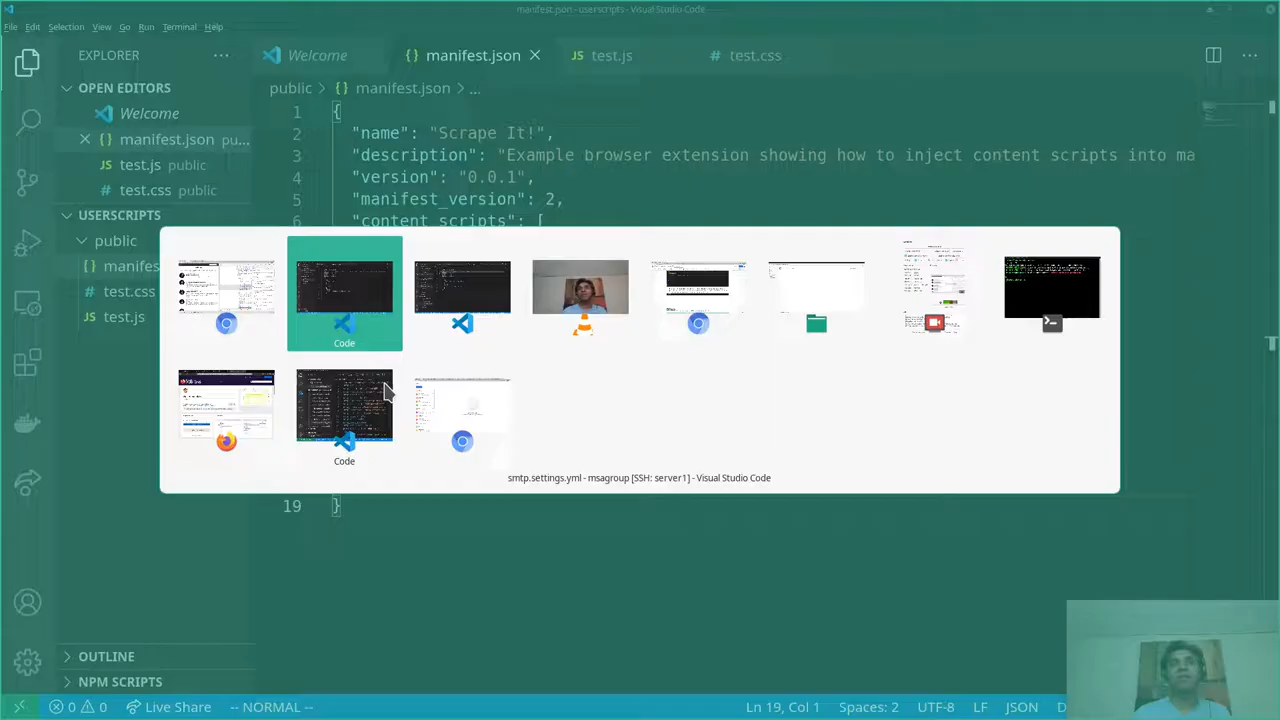 manifest.json - userscripts - Visual Studio Code
File Edit Selection View Go Run Terminal Help
EXPLORER
Welcome
manifest.json
JS test.js
# test.css
OPEN EDITORS
public > {} manifest.json > ...
Welcome
{} manifest.json pu...
JS test.js public
# test.css public
USERSCRIPTS
public
{} manifes
# test.css
JS test.js
1 {
2 "name": "Scrape It!",
3 "description": "Example browser extension showing how to inject content scripts into ma
4 "version": "0.0.1",
5 "manifest_version": 2,
6 "content_scripts": [
Code
Code
smtp.settings.yml - msagroup [SSH: server1] - Visual Studio Code
19 }
OUTLINE
NPM SCRIPTS
0 0 Live Share -- NORMAL -- Ln 19, Col 1 Spaces: 2 UTF-8 LF JSON